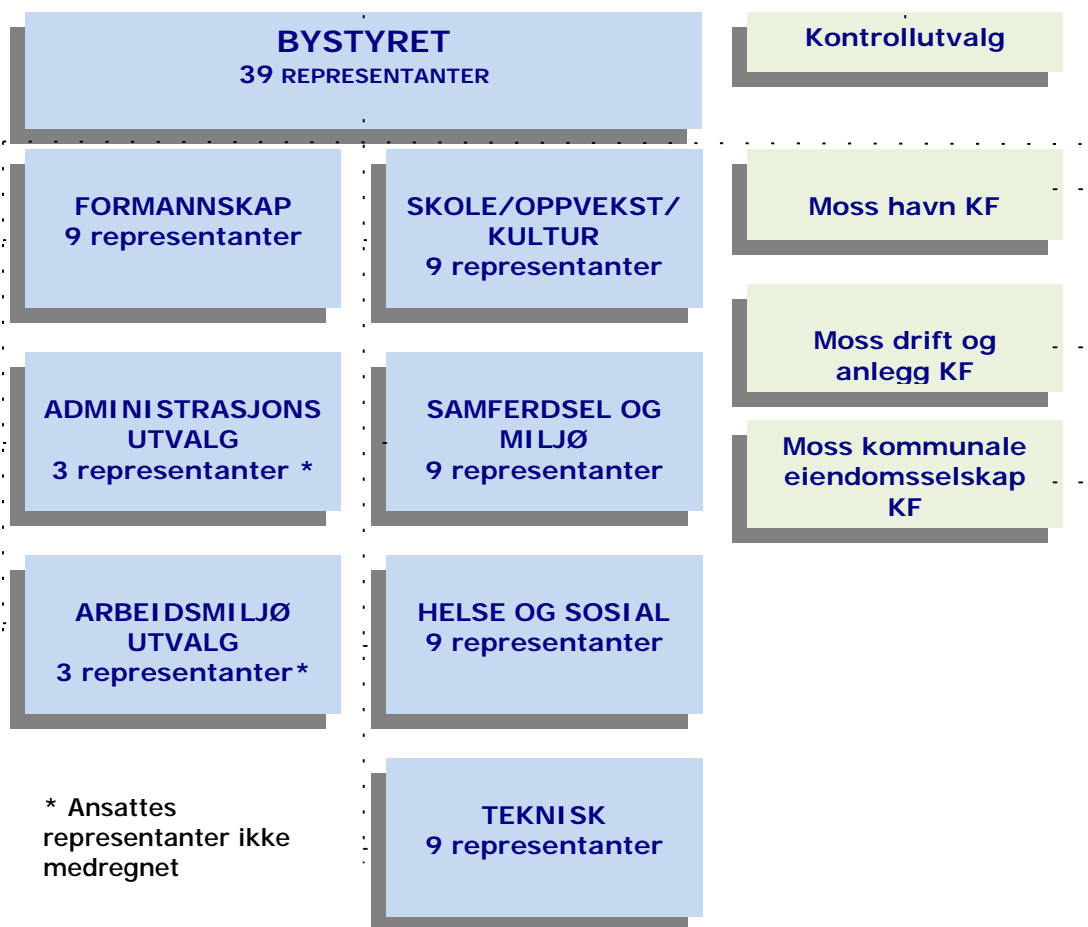 BYSTYRET
39 REPRESENTANTER
Kontrollutvalg
FORMANNSKAP
9 representanter
SKOLE/OPPVEKST/
KULTUR
9 representanter
Moss havn KF
Moss drift og
anlegg KF
ADMINISTRASJONS
UTVALG
3 representanter *
SAMFERDSEL OG
MILJØ
9 representanter
Moss kommunale
eiendomsselskap
KF
ARBEIDSMILJØ
UTVALG
3 representanter*
HELSE OG SOSIAL
9 representanter
* Ansattes
representanter ikke
medregnet
TEKNISK
9 representanter